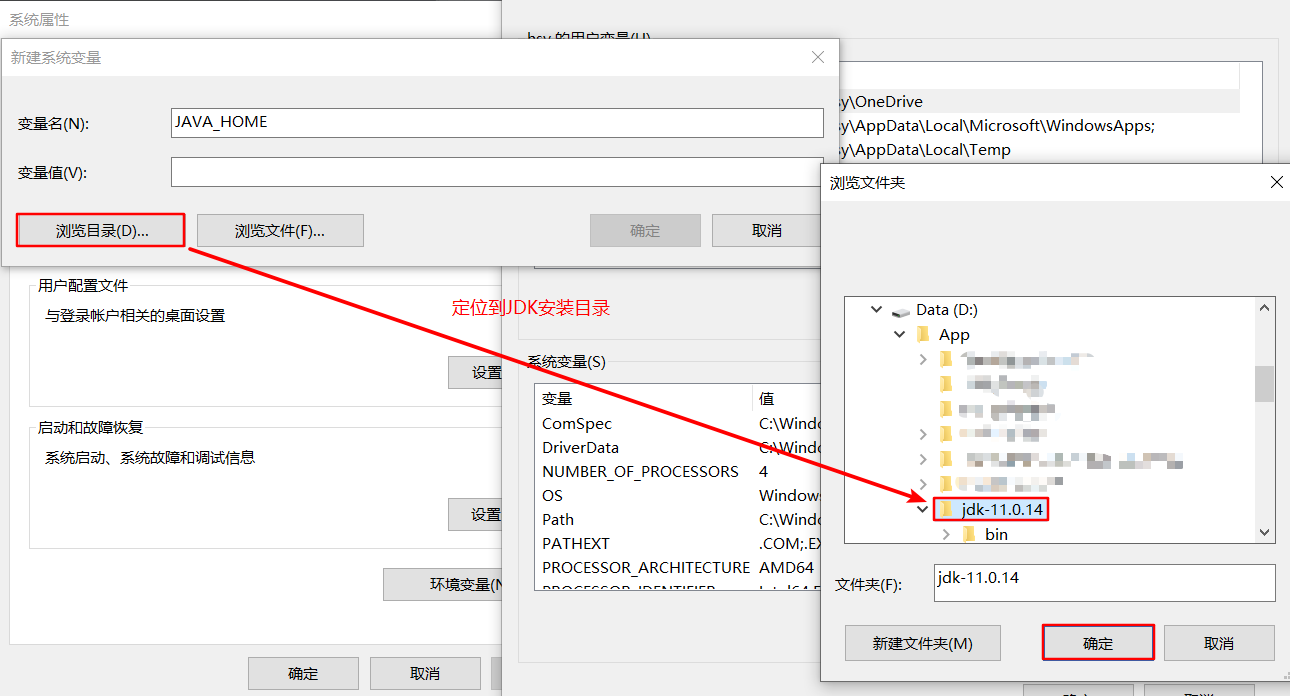 系统属性
新建系统变量
变量名(N):
JAVA_HOME
变量值(V):
浏览目录(D)...
浏览文件(F)...
确定
取消
hsy 的用户变量(U)
sy\OneDrive
sy\AppData\Local\Microsoft\WindowsApps;
sy\AppData\Local\Temp
用户配置文件
与登录帐户相关的桌面设置
设置
启动和故障恢复
系统启动、系统故障和调试信息
设置
环境变量(N
确定
取消
定位到JDK安装目录
系统变量(S)
变量 值
ComSpec C:\Windo
DriverData C:\Windo
NUMBER_OF_PROCESSORS 4
OS Windows
Path C:\Windo
PATHEXT .COM;.EX
PROCESSOR_ARCHITECTURE AMD64
PROCESSOR_IDENTIFIER
浏览文件夹
Data (D:)
App
jdk-11.0.14
bin
文件夹(F):
jdk-11.0.14
新建文件夹(M)
确定
取消